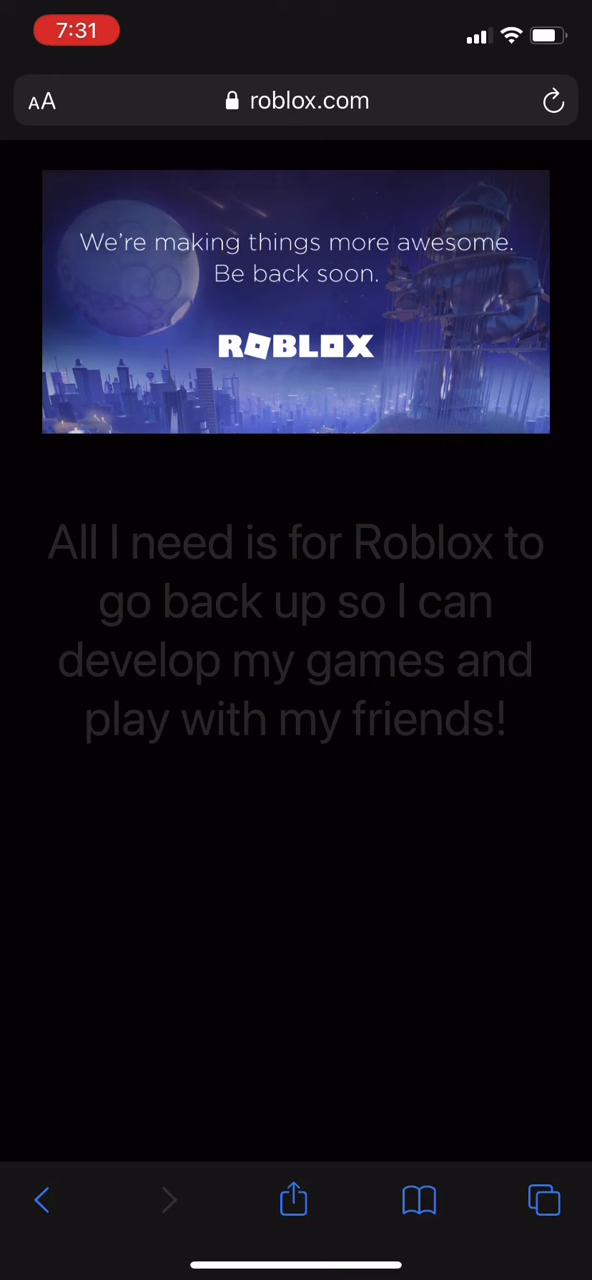 7:31
AA roblox.com
We're making things more awesome.
Be back soon.
ROBLOX
All I need is for Roblox to
go back up so I can
develop my games and
play with my friends!